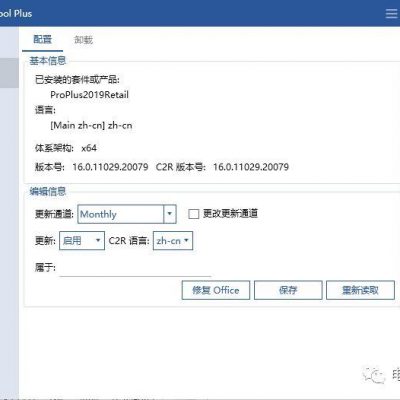 ool Plus
配置 卸载
基本信息
已安装的套件或产品:
ProPlus2019Retail
语言:
[Main zh-cn] zh-cn
体系架构: x64
版本号: 16.0.11029.20079 C2R 版本号: 16.0.11029.20079
编辑信息
更新通道: Monthly 更改更新通道
更新: 启用 C2R 语言: zh-cn
属于:
修复 Office 保存 重新读取